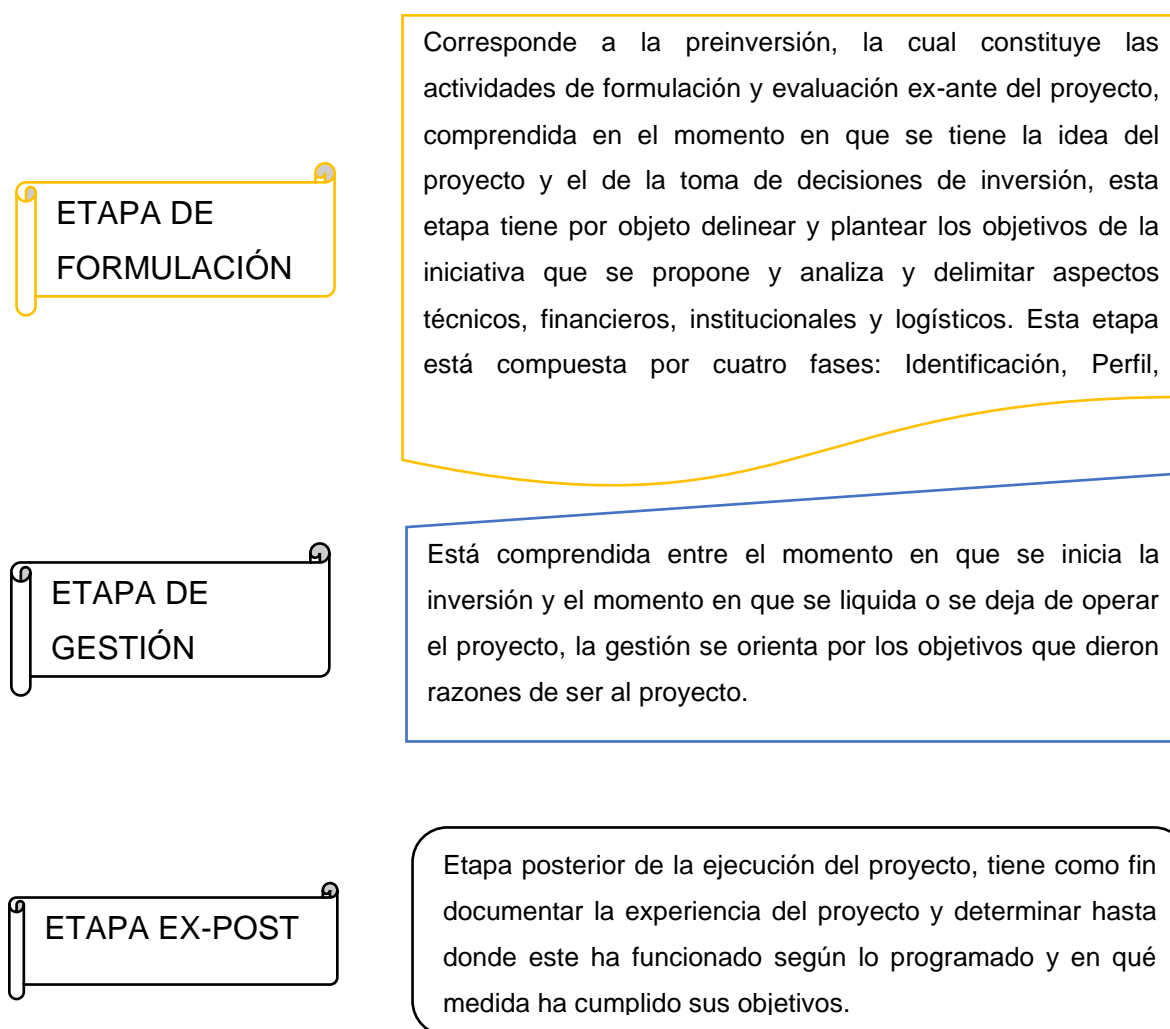 Corresponde a la preinversión, la cual constituye las
actividades de formulación y evaluación ex-ante del proyecto,
comprendida en el momento en que se tiene la idea del
proyecto y el de la toma de decisiones de inversión, esta
etapa tiene por objeto delinear y plantear los objetivos de la
iniciativa que se propone y analiza y delimitar aspectos
técnicos, financieros, institucionales y logísticos. Esta etapa
está compuesta por cuatro fases: Identificación, Perfil,
ETAPA DE
FORMULACIÓN
Está comprendida entre el momento en que se inicia la
inversión y el momento en que se liquida o se deja de operar
el proyecto, la gestión se orienta por los objetivos que dieron
razones de ser al proyecto.
ETAPA DE
GESTIÓN
Etapa posterior de la ejecución del proyecto, tiene como fin
documentar la experiencia del proyecto y determinar hasta
donde este ha funcionado según lo programado y en qué
medida ha cumplido sus objetivos.
ETAPA EX-POST